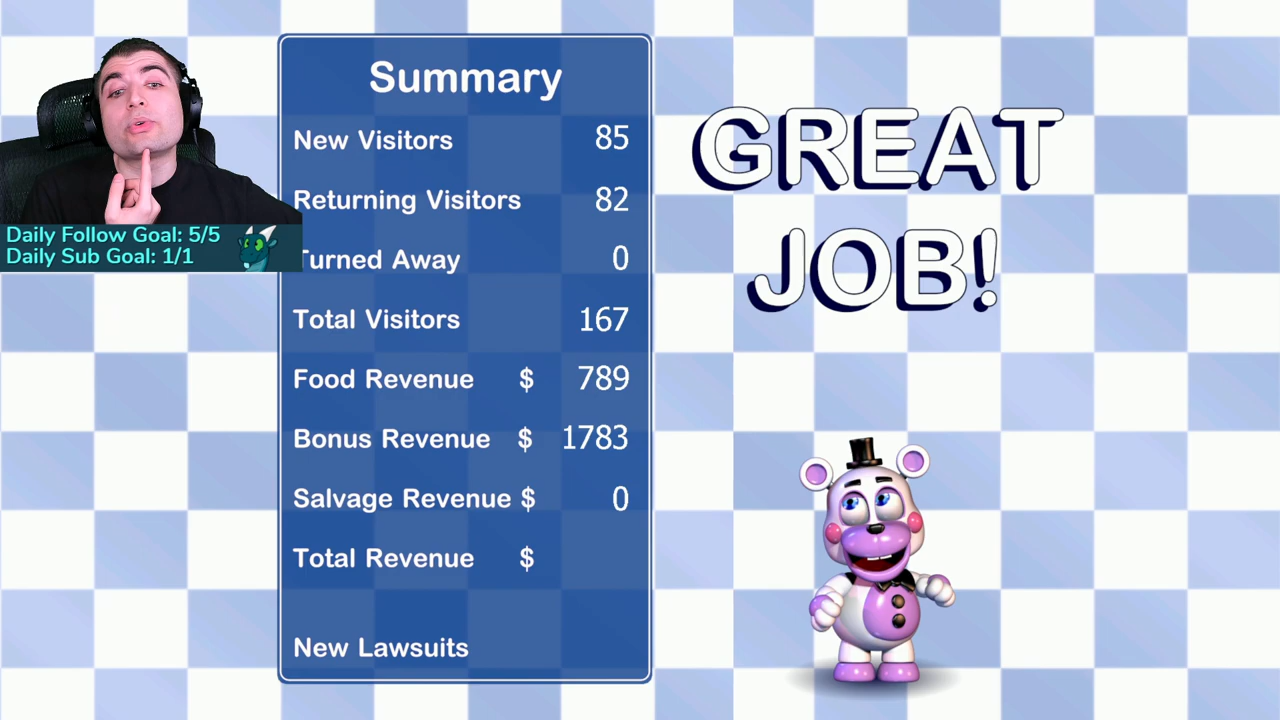 Summary
New Visitors 85
Returning Visitors 82
Turned Away 0
Total Visitors 167
Food Revenue $ 789
Bonus Revenue $ 1783
Salvage Revenue $ 0
Total Revenue $
New Lawsuits
GREAT
JOB!
Daily Follow Goal: 5/5
Daily Sub Goal: 1/1